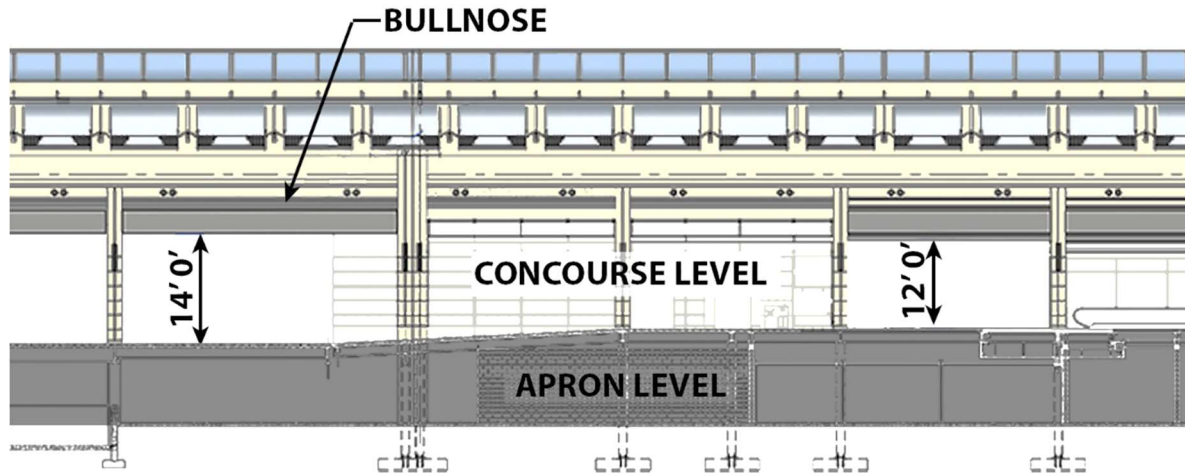 BULLNOSE
14’ 0’
CONCOURSE LEVEL
12’ 0’
APRON LEVEL